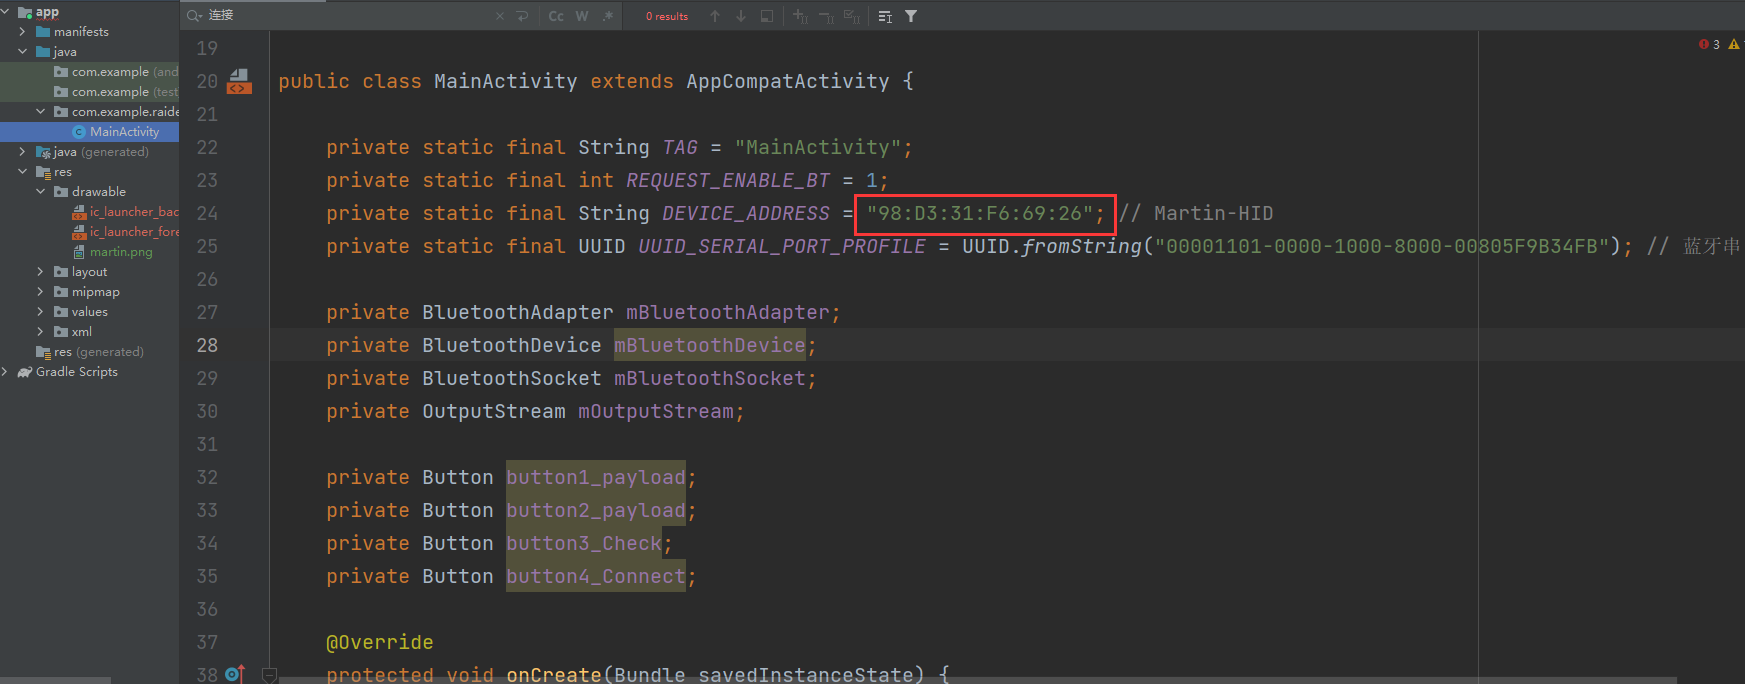 app
manifests
java
com.example (and
com.example (test
com.example.raide
MainActivity
java (generated)
res
drawable
ic_launcher_bac
ic_launcher_fore
martin.png
layout
mipmap
values
xml
res (generated)
Gradle Scripts
连接
Cc W .* 0 results
3
19
20 public class MainActivity extends AppCompatActivity {
21
22 private static final String TAG = "MainActivity";
23 private static final int REQUEST_ENABLE_BT = 1;
24 private static final String DEVICE_ADDRESS = "98:D3:31:F6:69:26"; // Martin-HID
25 private static final UUID UUID_SERIAL_PORT_PROFILE = UUID.fromString("00001101-0000-1000-8000-00805F9B34FB"); // 蓝牙串
26
27 private BluetoothAdapter mBluetoothAdapter;
28 private BluetoothDevice mBluetoothDevice;
29 private BluetoothSocket mBluetoothSocket;
30 private OutputStream mOutputStream;
31
32 private Button button1_payload;
33 private Button button2_payload;
34 private Button button3_Check;
35 private Button button4_Connect;
36
37 @Override
38 protected void onCreate(Bundle savedInstanceState) {